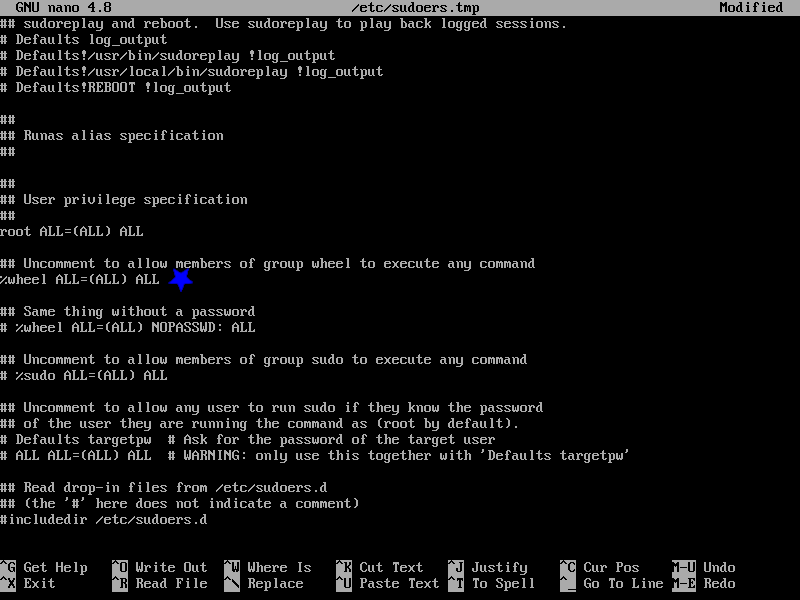 GNU nano 4.8 /etc/sudoers.tmp Modified
## sudoreplay and reboot.  Use sudoreplay to play back logged sessions.
# Defaults log_output
# Defaults!/usr/bin/sudoreplay !log_output
# Defaults!/usr/local/bin/sudoreplay !log_output
# Defaults!REBOOT !log_output
##
## Runas alias specification
##
##
## User privilege specification
##
root ALL=(ALL) ALL
## Uncomment to allow members of group wheel to execute any command
%wheel ALL=(ALL) ALL
## Same thing without a password
# %wheel ALL=(ALL) NOPASSWD: ALL
## Uncomment to allow members of group sudo to execute any command
# %sudo ALL=(ALL) ALL
## Uncomment to allow any user to run sudo if they know the password
## of the user they are running the command as (root by default).
# Defaults targetpw  # Ask for the password of the target user
# ALL ALL=(ALL) ALL  # WARNING: only use this together with 'Defaults targetpw'
## Read drop-in files from /etc/sudoers.d
## (the '#' here does not indicate a comment)
#includedir /etc/sudoers.d
^G Get Help ^O Write Out ^W Where Is ^K Cut Text ^J Justify ^C Cur Pos M-U Undo
^X Exit ^R Read File ^\ Replace ^U Paste Text ^T To Spell ^_ Go To Line M-E Redo